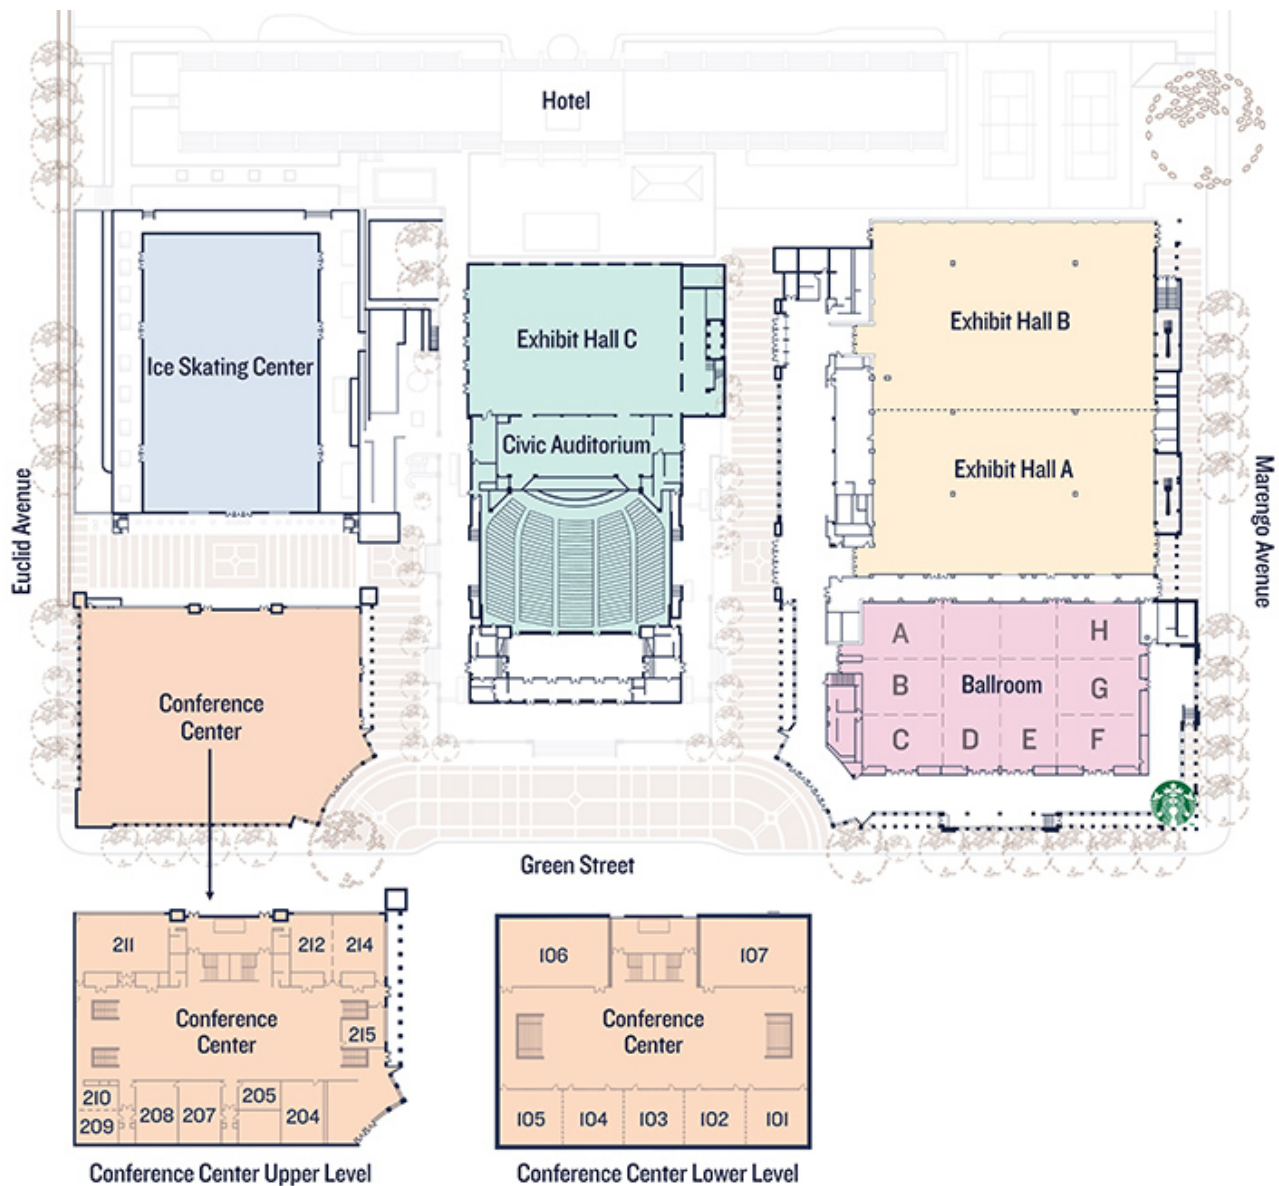 Hotel
Ice Skating Center
Exhibit Hall C
Civic Auditorium
Exhibit Hall B
Exhibit Hall A
Euclid Avenue
Marengo Avenue
Conference
Center
A
H
B
Ballroom
G
C
D
E
F
Green Street
211
212
214
Conference
Center
215
210
209
208
207
205
204
Conference Center Upper Level
106
107
Conference
Center
105
104
103
102
101
Conference Center Lower Level